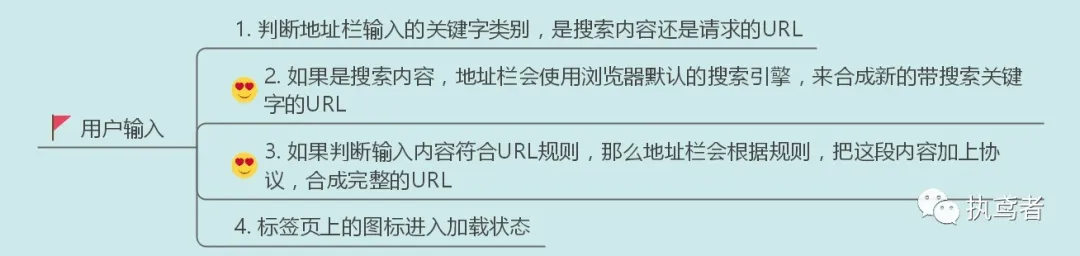 1. 判断地址栏输入的关键字类别，是搜索内容还是请求的URL
2. 如果是搜索内容，地址栏会使用浏览器默认的搜索引擎，来合成新的带搜索关键
字的URL
用户输入
3. 如果判断输入内容符合URL规则，那么地址栏会根据规则，把这段内容加上协
议，合成完整的URL
执鸢者
4. 标签页上的图标进入加载状态